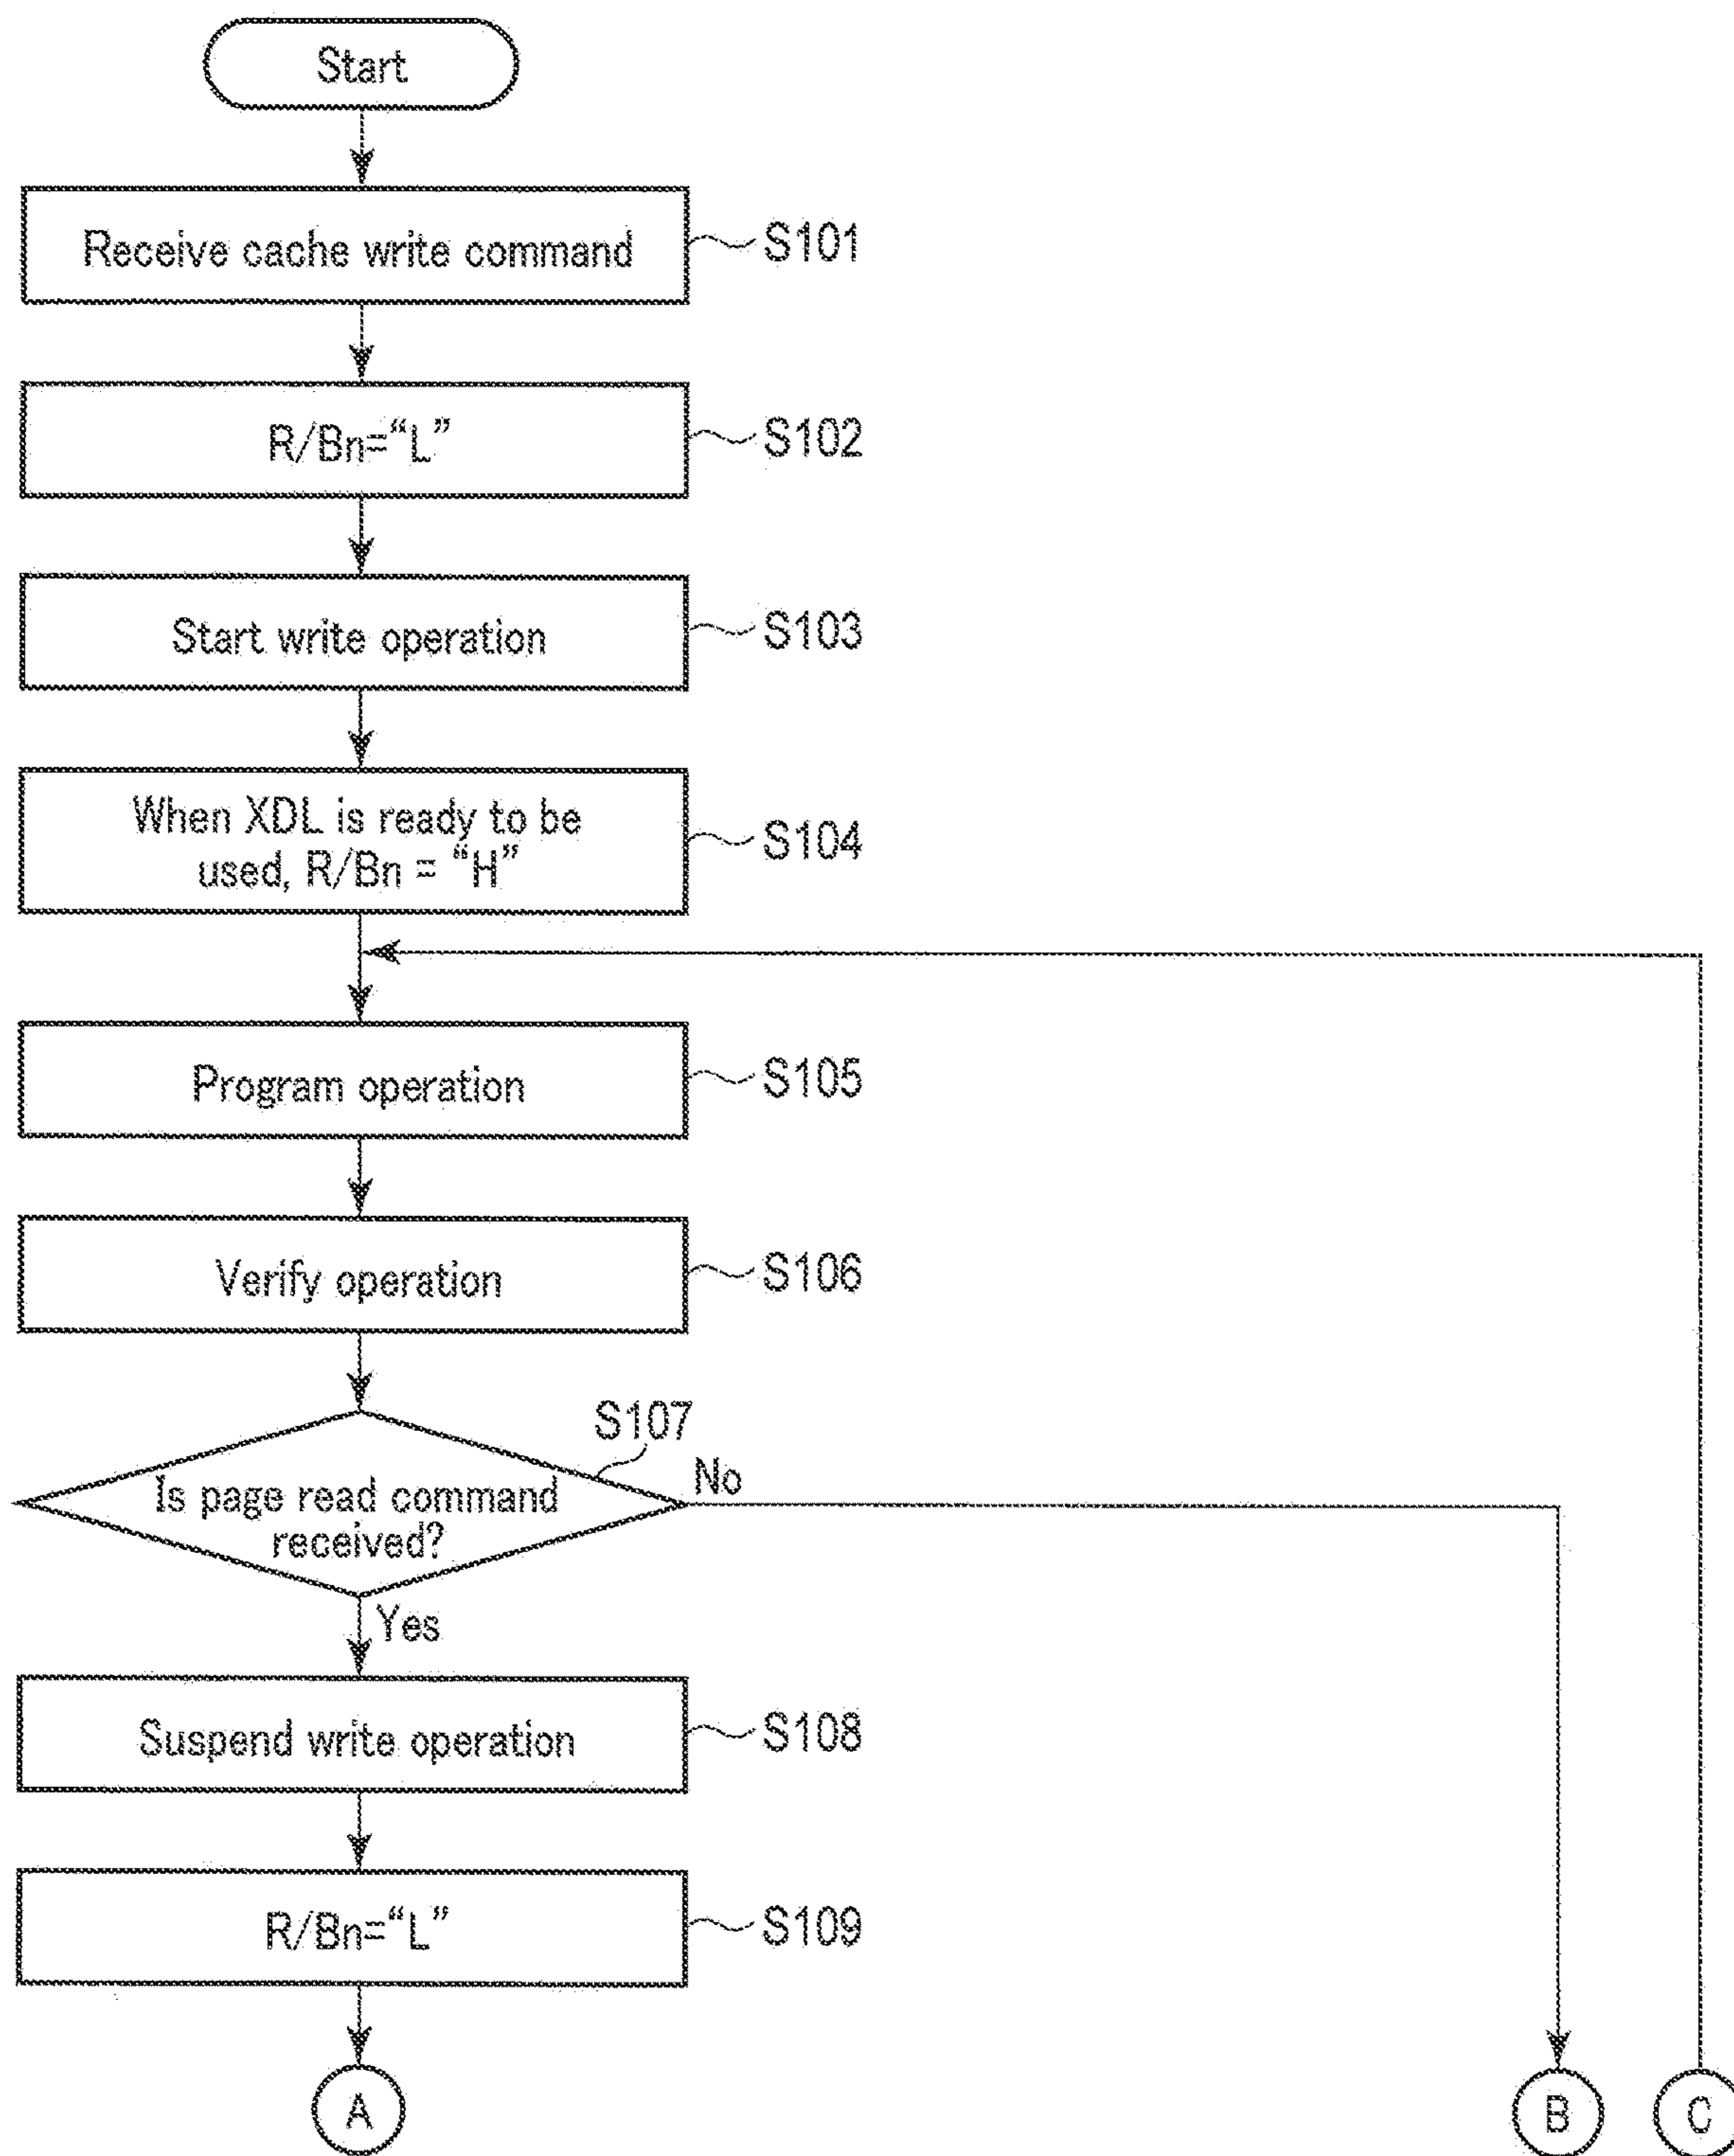 Start
Receive cache write command
S101
R/Bn=“L”
S102
Start write operation
S103
When XDL is ready to be
used, R/Bn = “H”
S104
Program operation
S105
Verify operation
S106
S107
Is page read command
received?
No
Yes
Suspend write operation
S108
R/Bn=“L”
S109
A
B
C